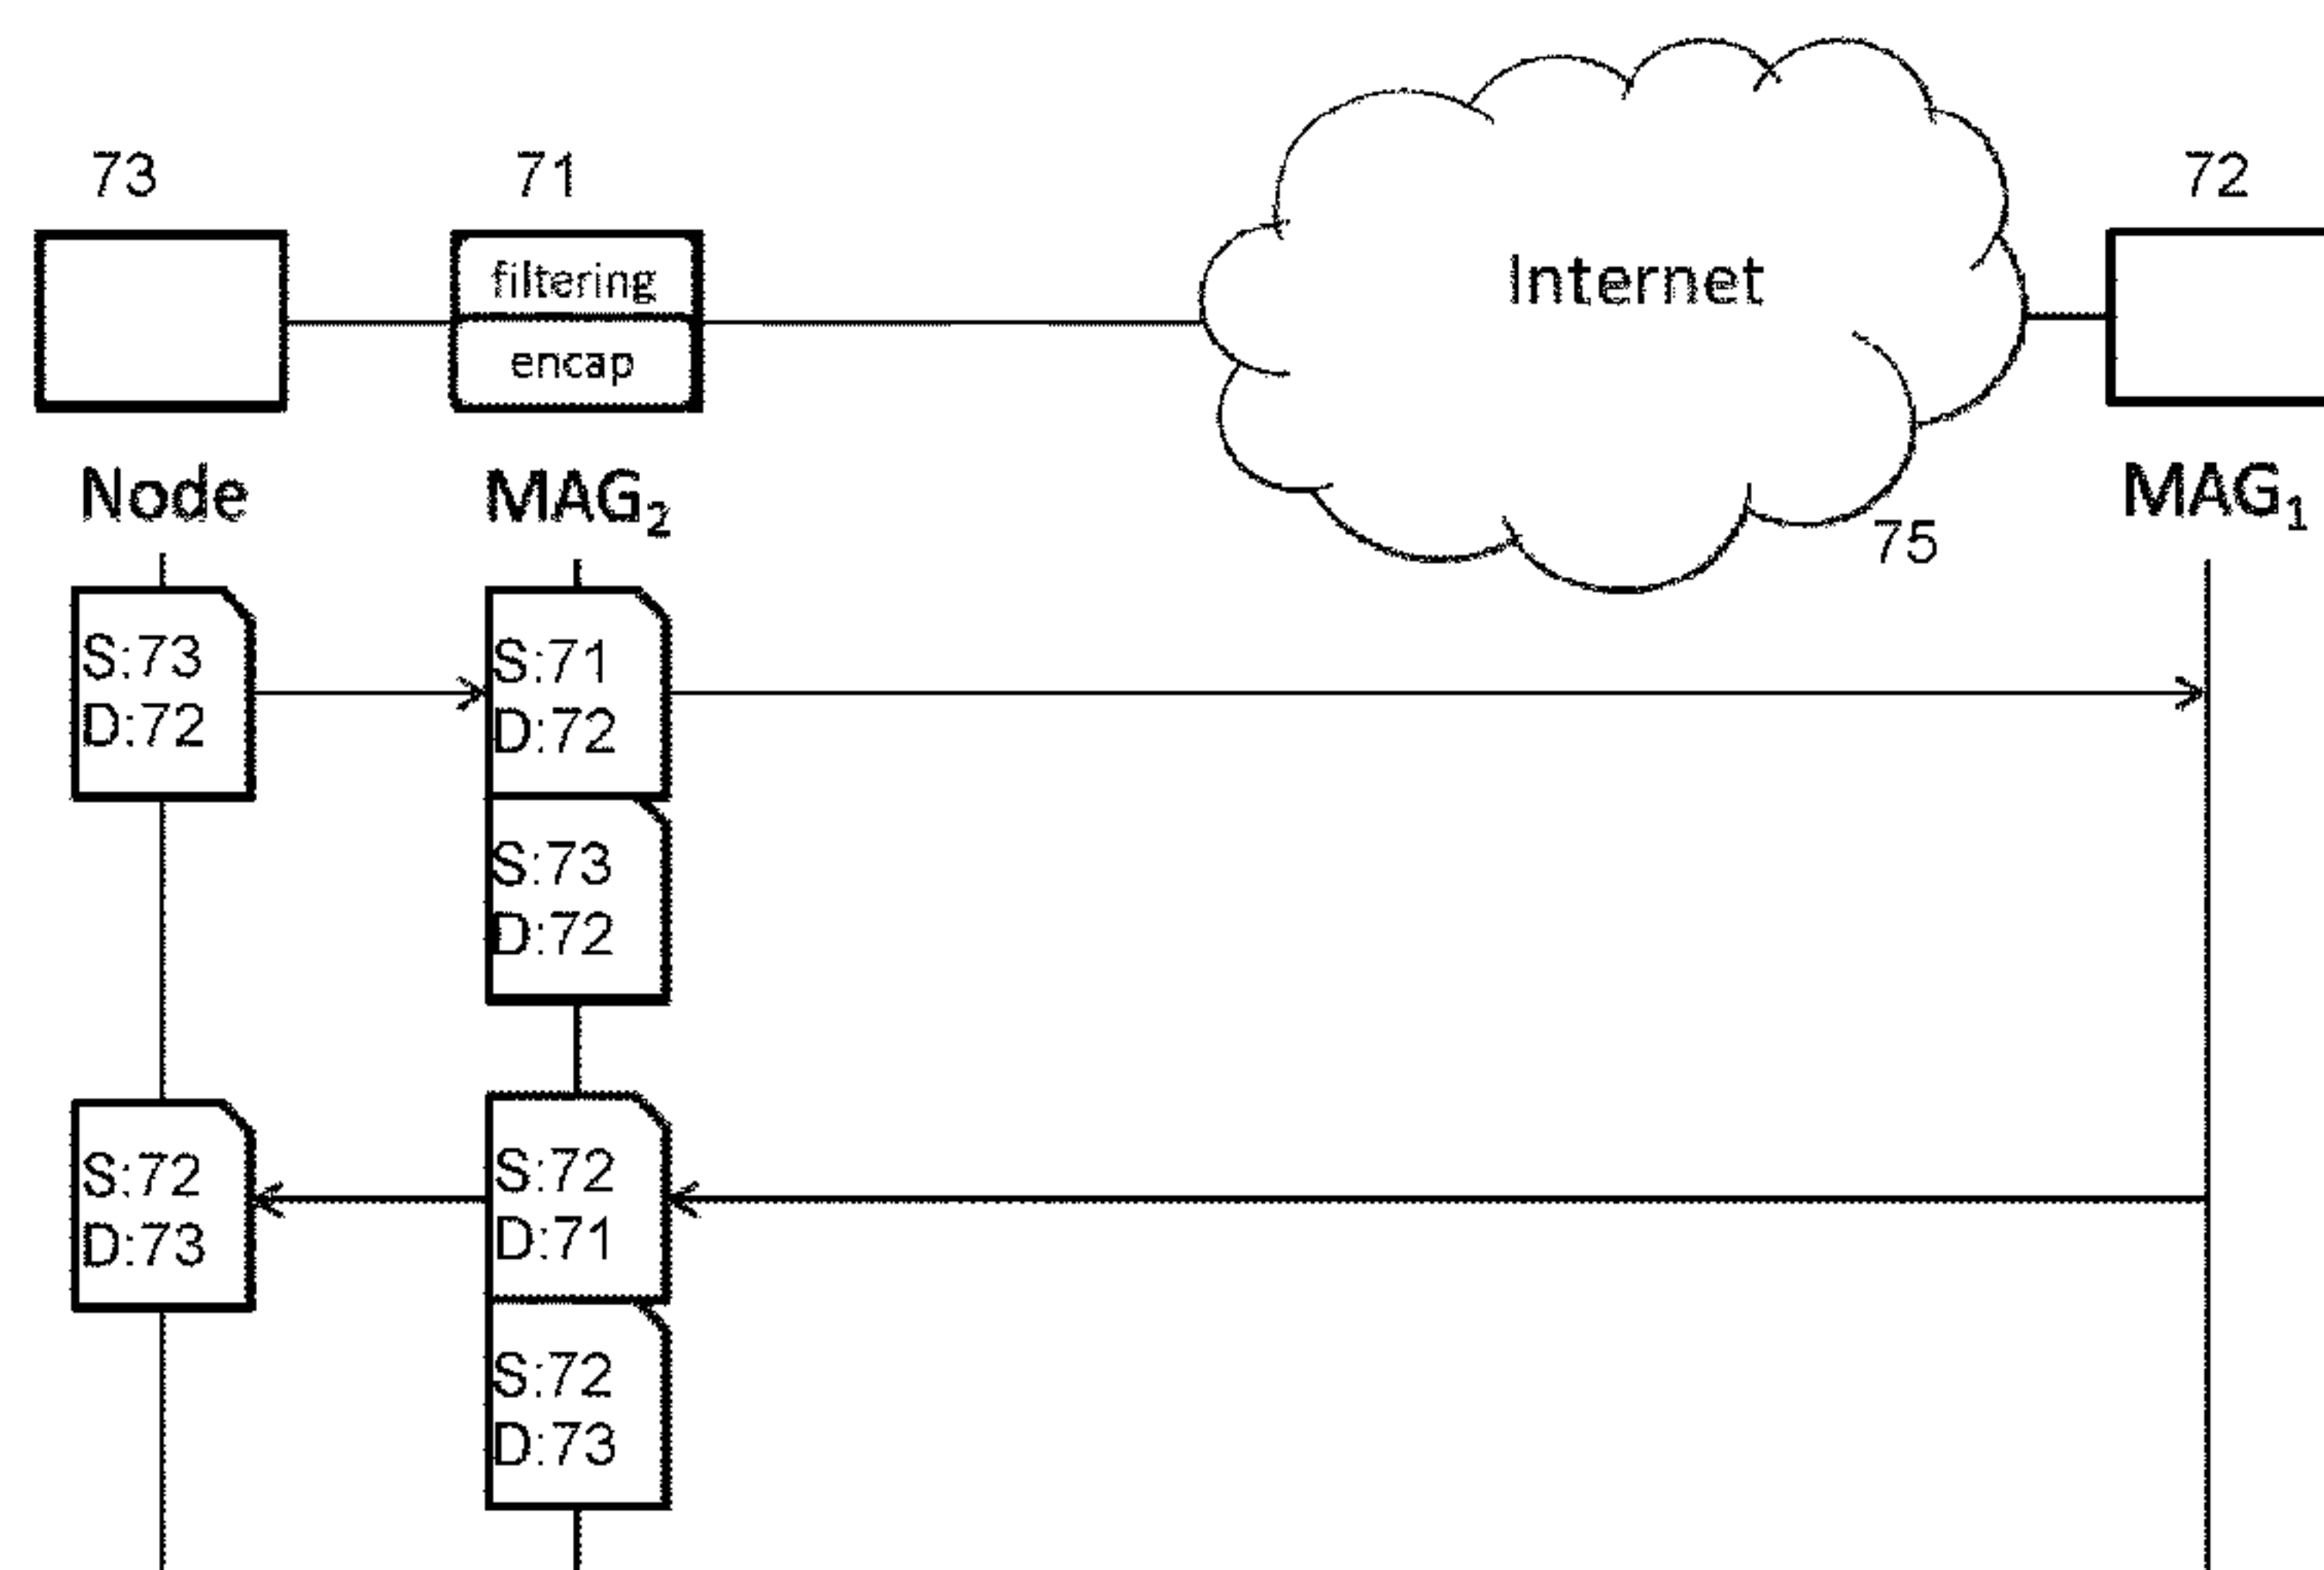 73
71
72
filtering
encap
Internet
Node
MAG₂
MAG₁
75
S:73
D:72
S:71
D:72
S:73
D:72
S:72
D:73
S:72
D:71
S:72
D:73